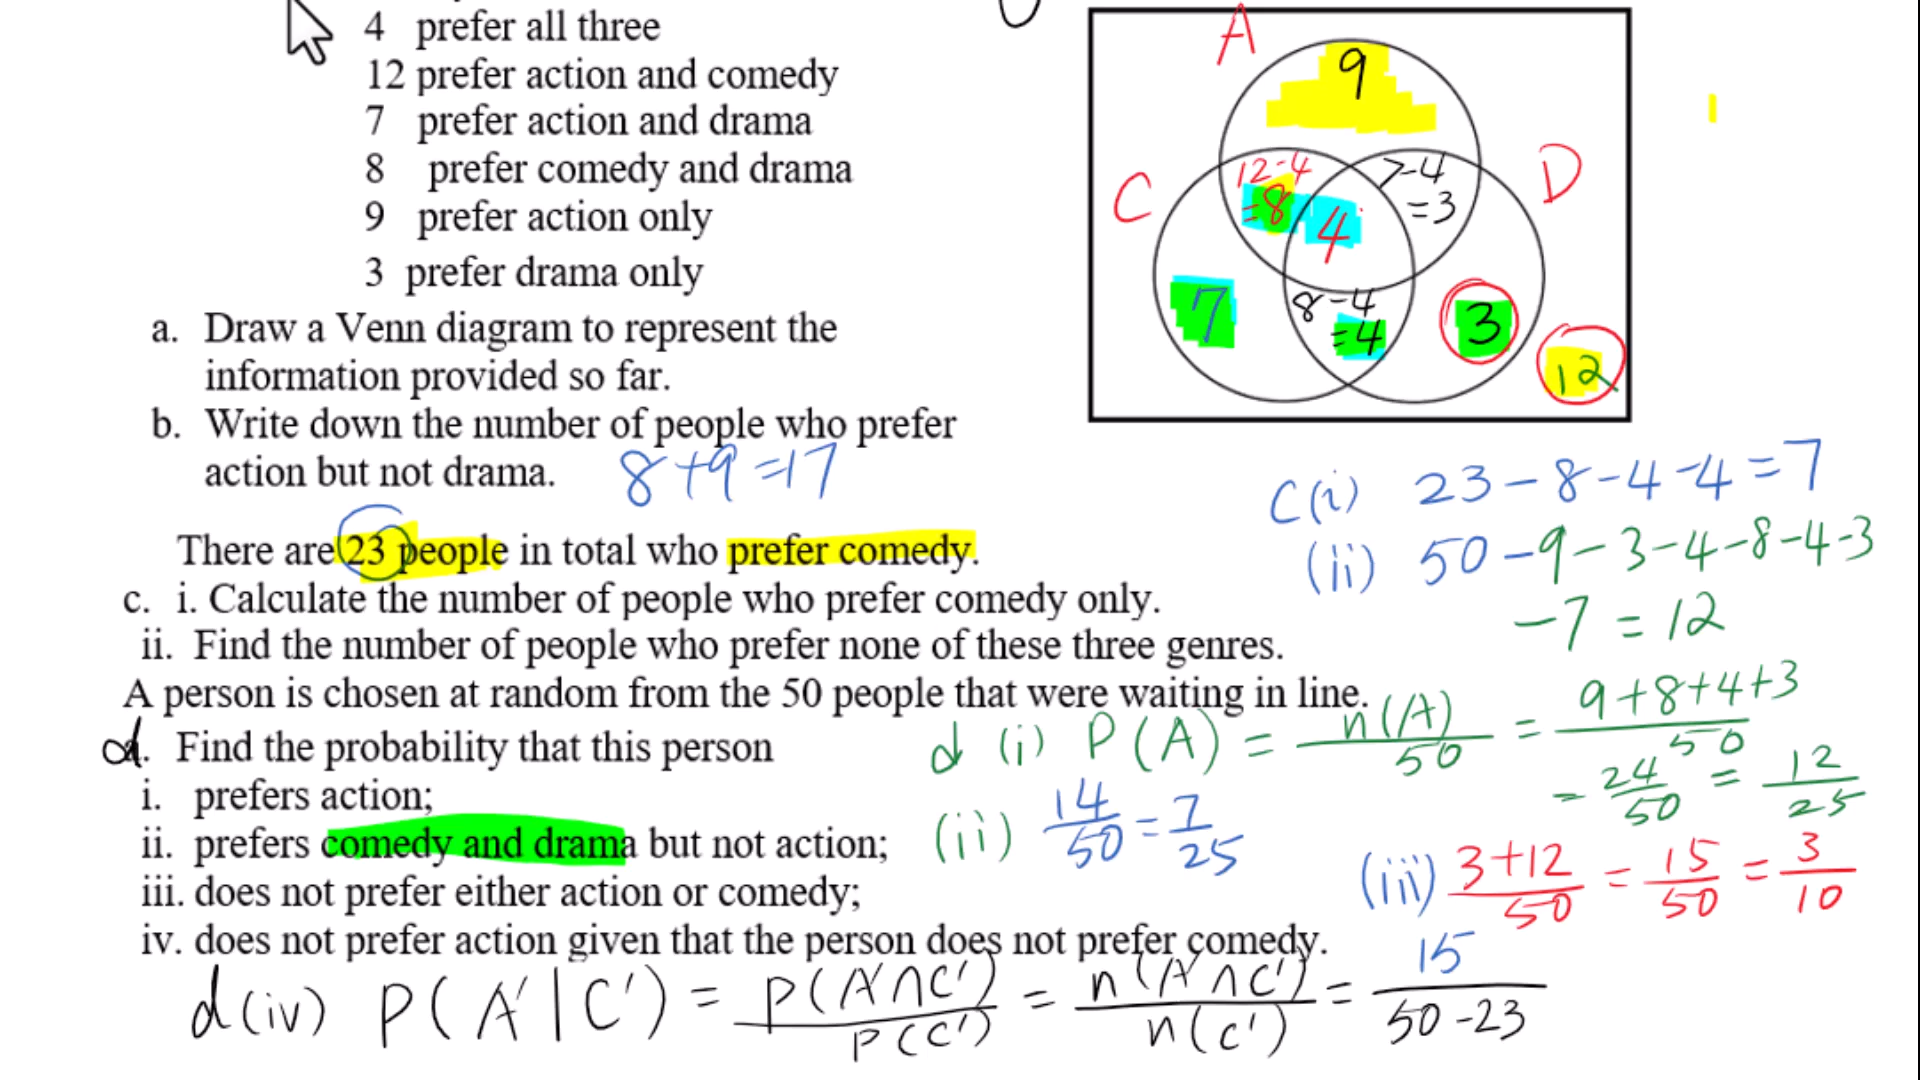 4 prefer all three
12 prefer action and comedy
7 prefer action and drama
8 prefer comedy and drama
9 prefer action only
3 prefer drama only
a. Draw a Venn diagram to represent the
information provided so far.
b. Write down the number of people who prefer
action but not drama. 8+9=17
There are 23 people in total who prefer comedy.
c. i. Calculate the number of people who prefer comedy only.
ii. Find the number of people who prefer none of these three genres.
A person is chosen at random from the 50 people that were waiting in line.
d. Find the probability that this person
i. prefers action;
ii. prefers comedy and drama but not action;
iii. does not prefer either action or comedy;
iv. does not prefer action given that the person does not prefer comedy.
A
9
C
12-4
=8
4
7-4
=3
D
7
8-4
=4
3
12
C(i) 23-8-4-4=7
(ii) 50-9-3-4-8-4-3
-7=12
d (i) P(A) = n(A)/50 = 9+8+4+3/50
= 24/50 = 12/25
(ii) 14/50 = 7/25
(iii) 3+12/50 = 15/50 = 3/10
d(iv) P(A'|C') = P(A'∩C')/P(C') = n(A'∩C')/n(C') = 15/50-23